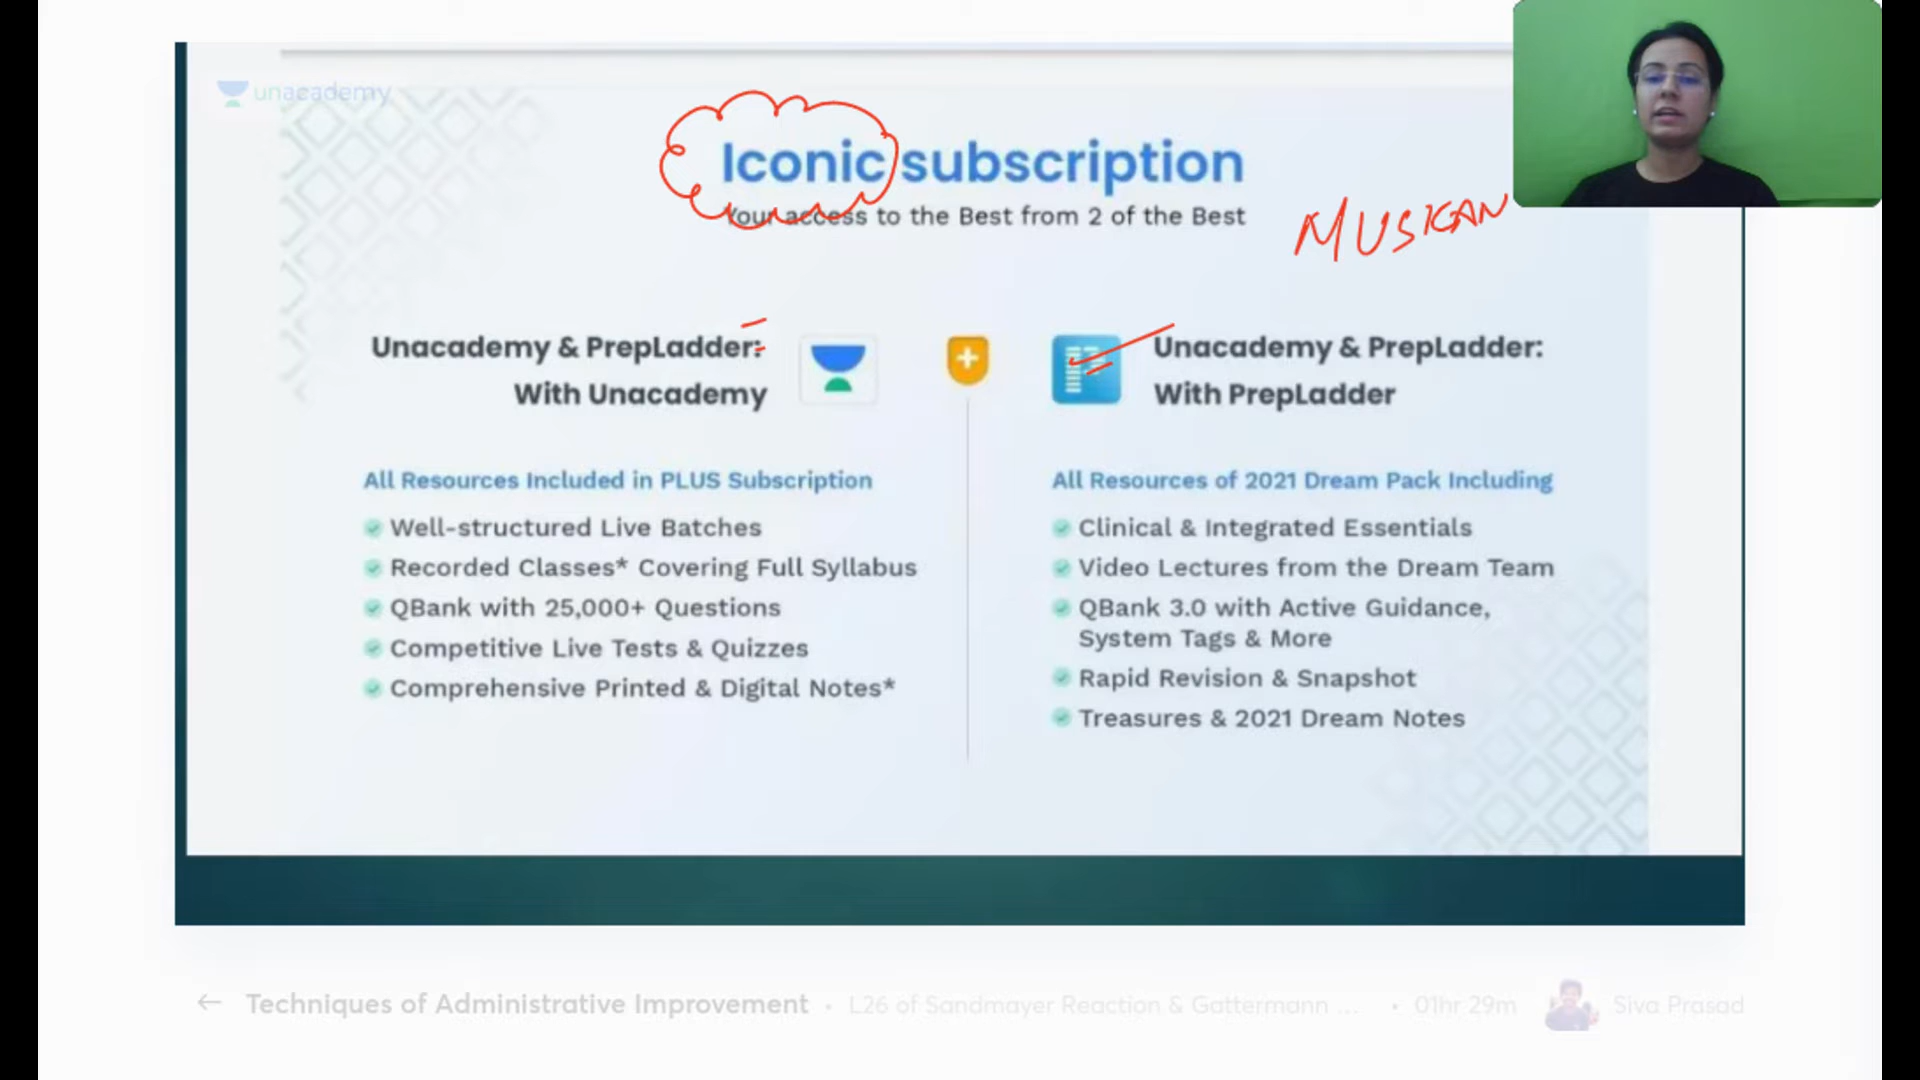 unacademy
Iconic subscription
Your access to the Best from 2 of the Best
MUSKAN
Unacademy & PrepLadder:
With Unacademy
Unacademy & PrepLadder:
With PrepLadder
All Resources Included in PLUS Subscription
Well-structured Live Batches
Recorded Classes* Covering Full Syllabus
QBank with 25,000+ Questions
Competitive Live Tests & Quizzes
Comprehensive Printed & Digital Notes*
All Resources of 2021 Dream Pack Including
Clinical & Integrated Essentials
Video Lectures from the Dream Team
QBank 3.0 with Active Guidance,
System Tags & More
Rapid Revision & Snapshot
Treasures & 2021 Dream Notes
← Techniques of Administrative Improvement • L26 of Sandmayer Reaction & Gattermann ... • 01hr 29m Siva Prasad